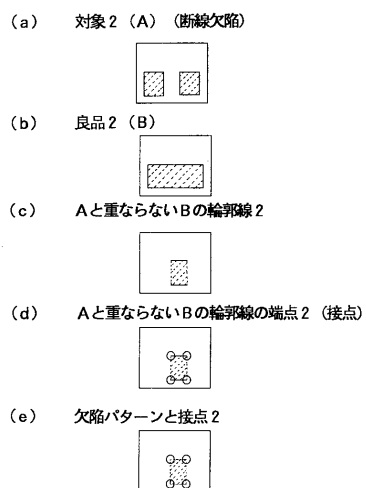 (a) 対象2(A)(断線欠陥)
(b) 良品2(B)
(c) Aと重ならないBの輪郭線2
(d) Aと重ならないBの輪郭線の端点2(接点)
(e) 欠陥パターンと接点2